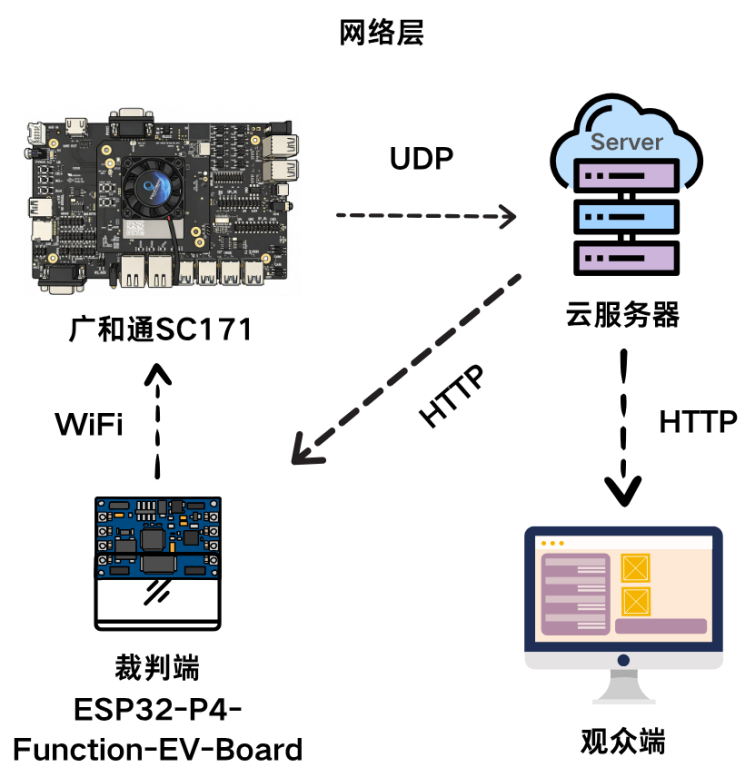 网络层
Server
UDP
广和通SC171
云服务器
HTTP
WiFi
HTTP
裁判端
ESP32-P4-
Function-EV-Board
观众端